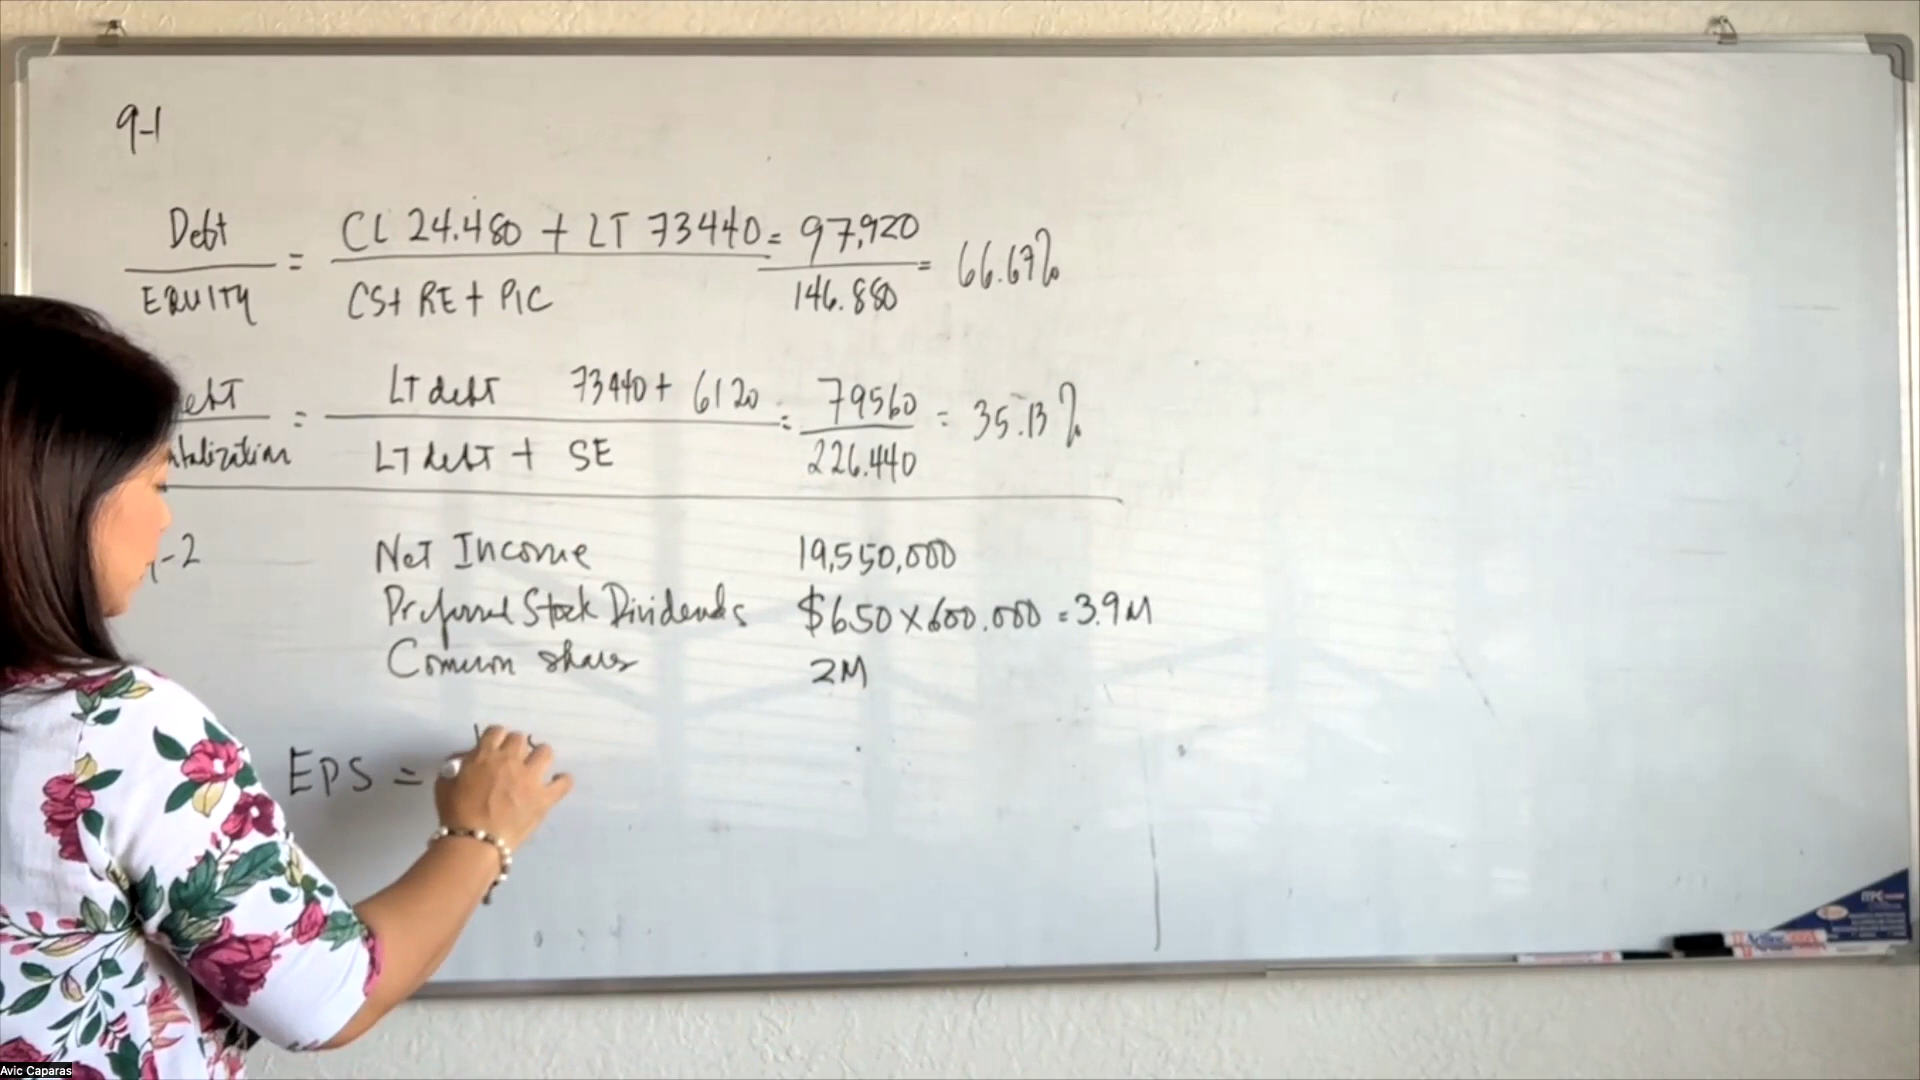 9-1
Debt = CL 24.480 + LT 73440 = 97,920 = 66.67%
EQUITY CS+ RE + PIC 146.880
LT debt 73440 + 6120 = 79560 = 35.13%
LT debt + SE 226.440
-2 Net Income 19,550,000
Preferred Stock Dividends $650 x 600.000 = 3.9M
Common shares 2M
EPS =
Avic Caparas